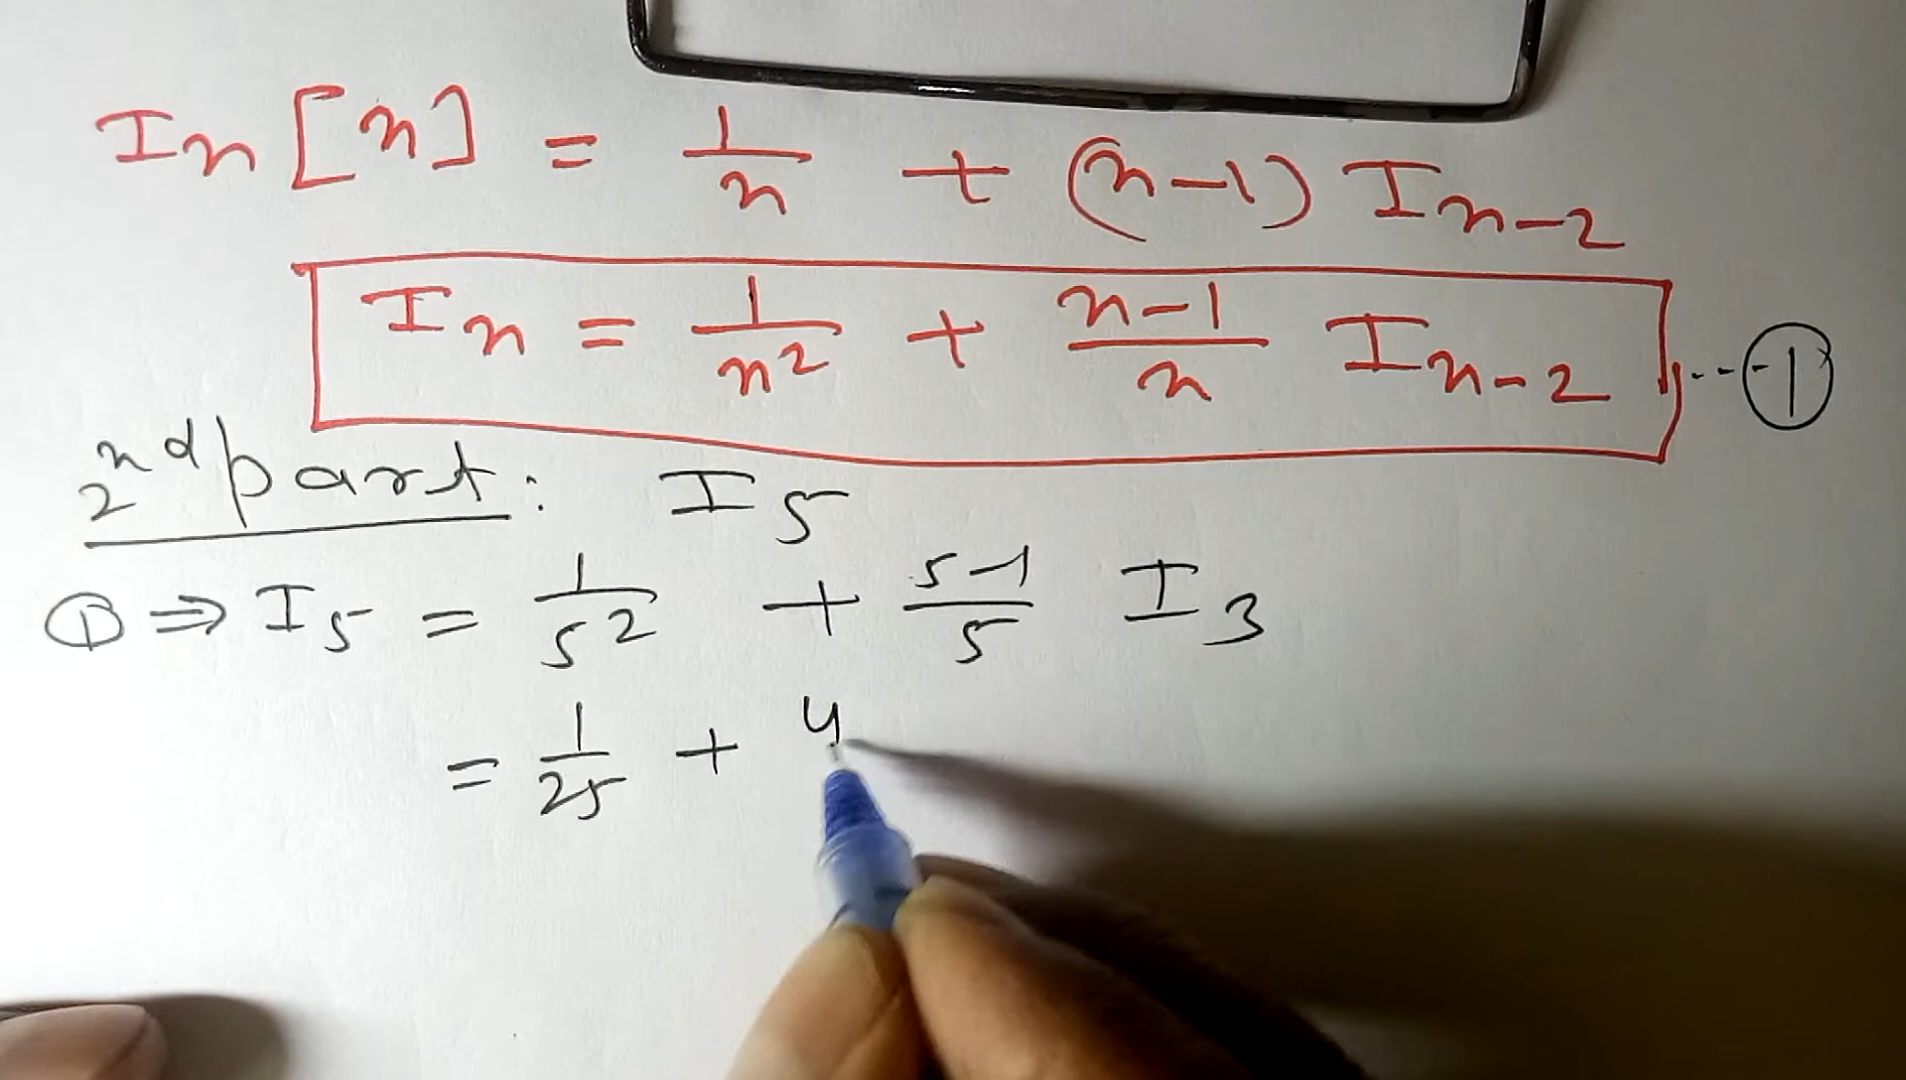 In [n] = 1/n + (n-1) In-2
In = 1/n² + n-1/n In-2 ...①
2nd part: I5
① ⇒ I5 = 1/5² + 5-1/5 I3
= 1/25 + 4